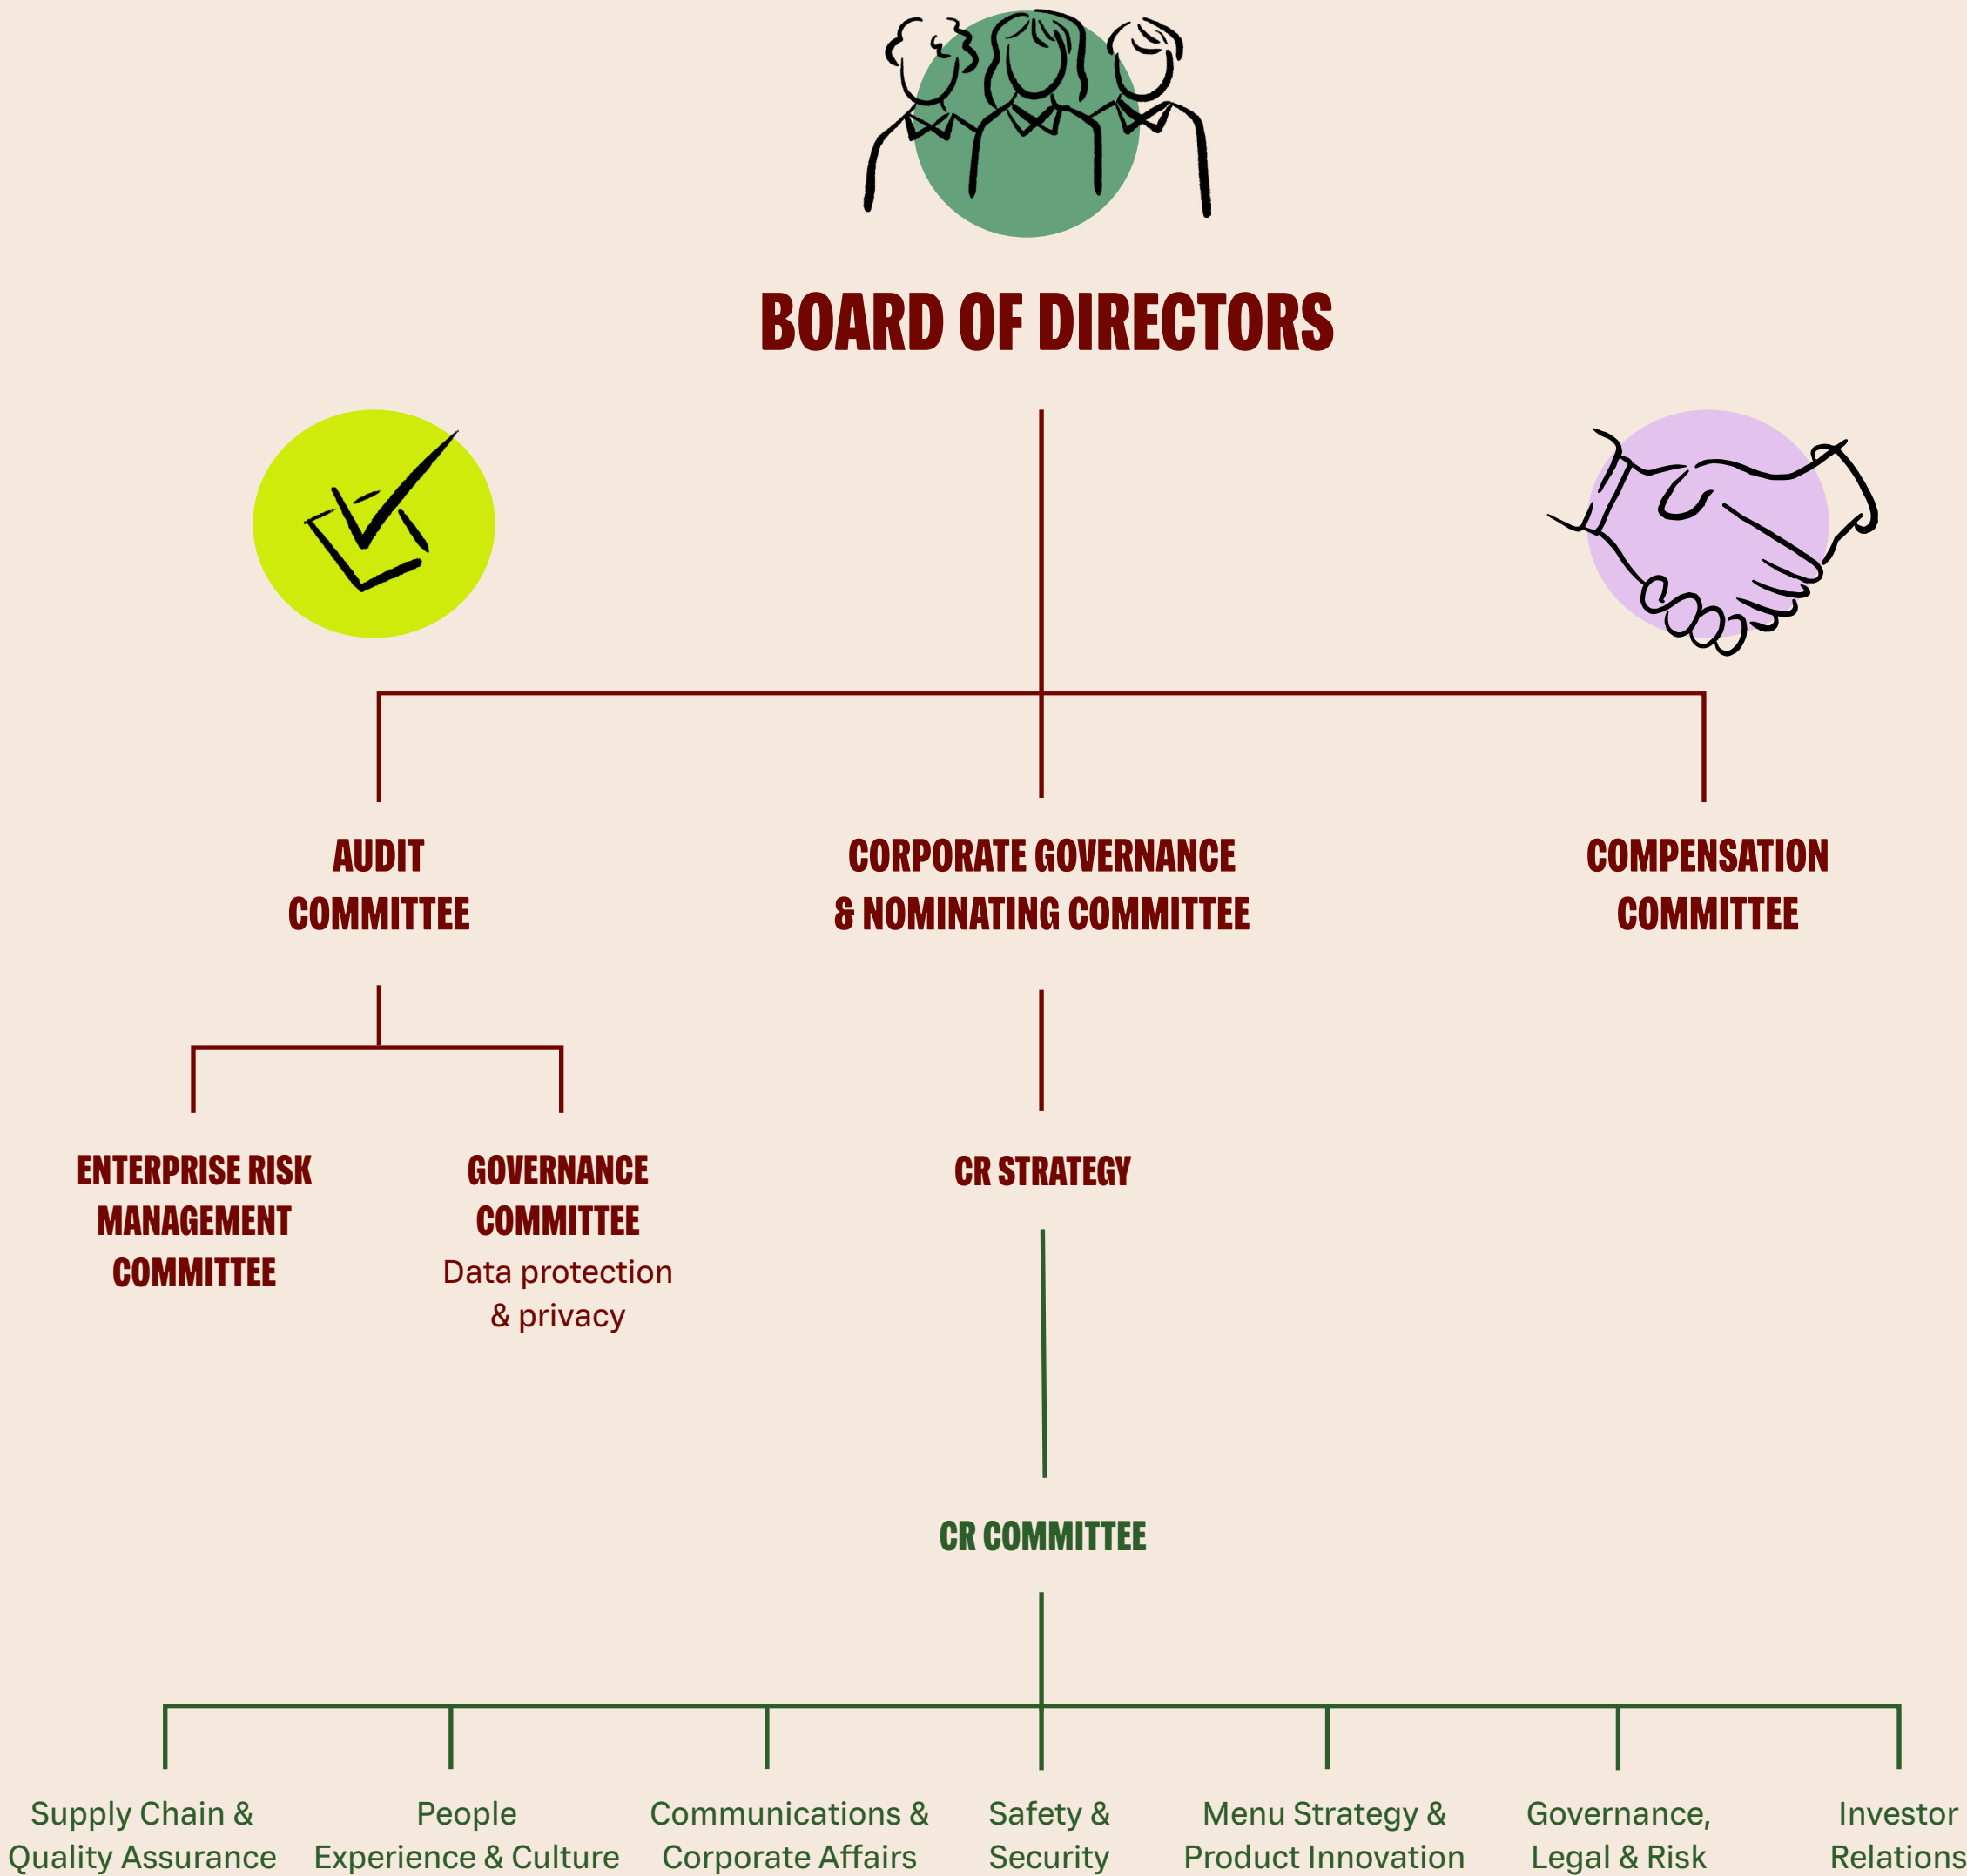 BOARD OF DIRECTORS
AUDIT
COMMITTEE
CORPORATE GOVERNANCE
& NOMINATING COMMITTEE
COMPENSATION
COMMITTEE
ENTERPRISE RISK
MANAGEMENT
COMMITTEE
GOVERNANCE
COMMITTEE
Data protection
& privacy
CR STRATEGY
CR COMMITTEE
Supply Chain &
Quality Assurance
People
Experience & Culture
Communications &
Corporate Affairs
Safety &
Security
Menu Strategy &
Product Innovation
Governance,
Legal & Risk
Investor
Relations